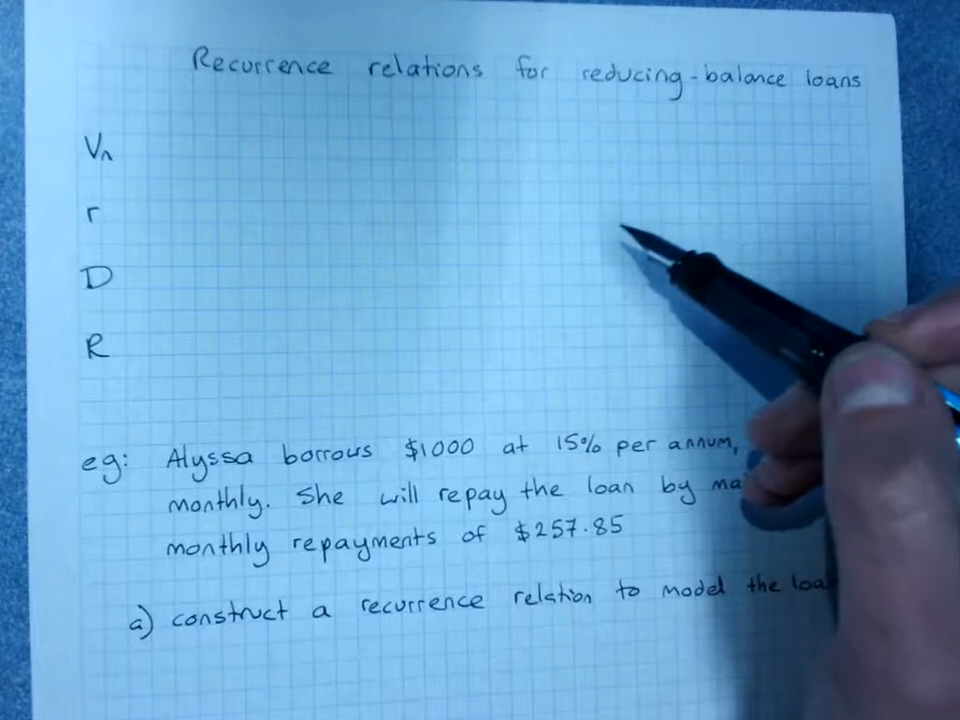 Recurrence relations for reducing-balance loans
Vn
r
D
R
eg: Alyssa borrows $1000 at 15% per annum,
monthly. She will repay the loan by
monthly repayments of $257.85
a) construct a recurrence relation to model the